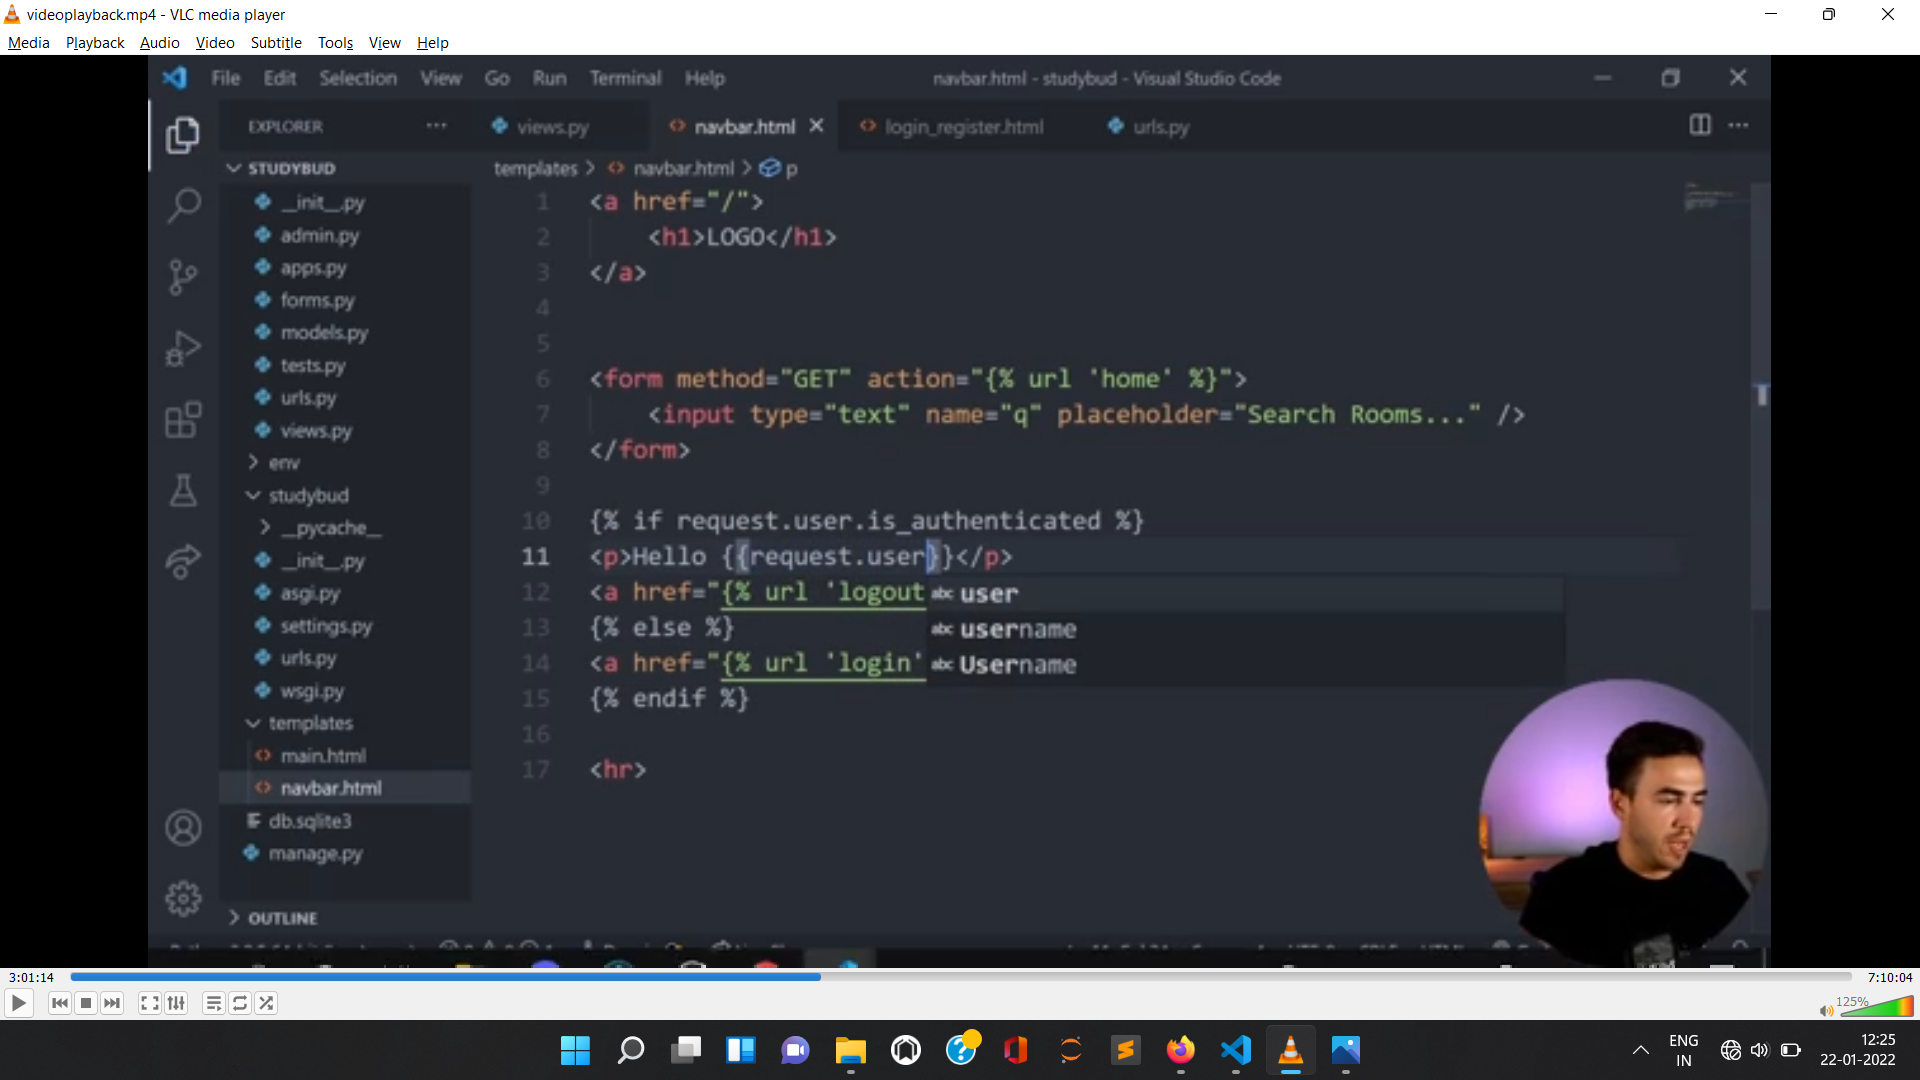 videoplayback.mp4 - VLC media player
Media Playback Audio Video Subtitle Tools View Help
File Edit Selection View Go Run Terminal Help
navbar.html - studybud - Visual Studio Code
EXPLORER ···
views.py
navbar.html
login_register.html
urls.py
STUDYBUD
__init__.py
admin.py
apps.py
forms.py
models.py
tests.py
urls.py
views.py
env
studybud
__pycache__
__init__.py
asgi.py
settings.py
urls.py
wsgi.py
templates
main.html
navbar.html
db.sqlite3
manage.py
OUTLINE
templates > navbar.html > p
1 <a href="/">
2 <h1>LOGO</h1>
3 </a>
4
5
6 <form method="GET" action="{% url 'home' %}">
7 <input type="text" name="q" placeholder="Search Rooms..." />
8 </form>
9
10 {% if request.user.is_authenticated %}
11 <p>Hello {{request.user}}</p>
12 <a href="{% url 'logout
13 {% else %}
14 <a href="{% url 'login'
15 {% endif %}
16
17 <hr>
abc user
abc username
abc Username
3:01:14
7:10:04
125%
ENG
IN
12:25
22-01-2022